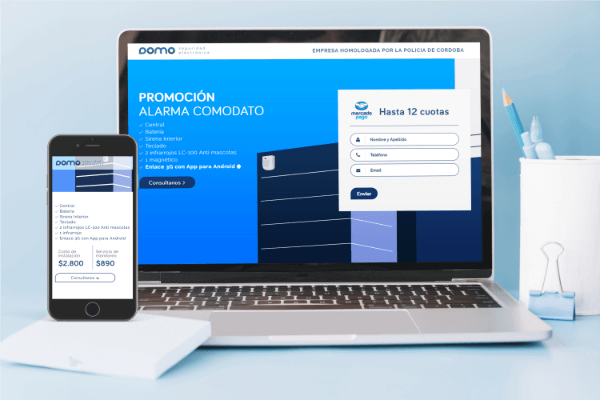 DOMO seguridad
electrónica
EMPRESA HOMOLOGADA POR LA POLICIA DE CORDOBA
PROMOCIÓN
ALARMA COMODATO
✓ Central
✓ Batería
✓ Sirena Interior
✓ Teclado
✓ 2 infrarrojos LC-100 Anti mascotas
✓ 1 magnético
✓ Enlace 3G con App para Android
Consultanos >
mercado
pago
Hasta 12 cuotas
Nombre y Apellido
Teléfono
Email
Enviar
DOMO
✓ Central
✓ Batería
✓ Sirena Interior
✓ Teclado
✓ 2 infrarrojos LC-100 Anti mascotas
✓ 1 infrarrojo
✓ Enlace 3G con App para Android
Costo de
instalación
$2.800
Servicio de
monitoreo
$890
Consultanos